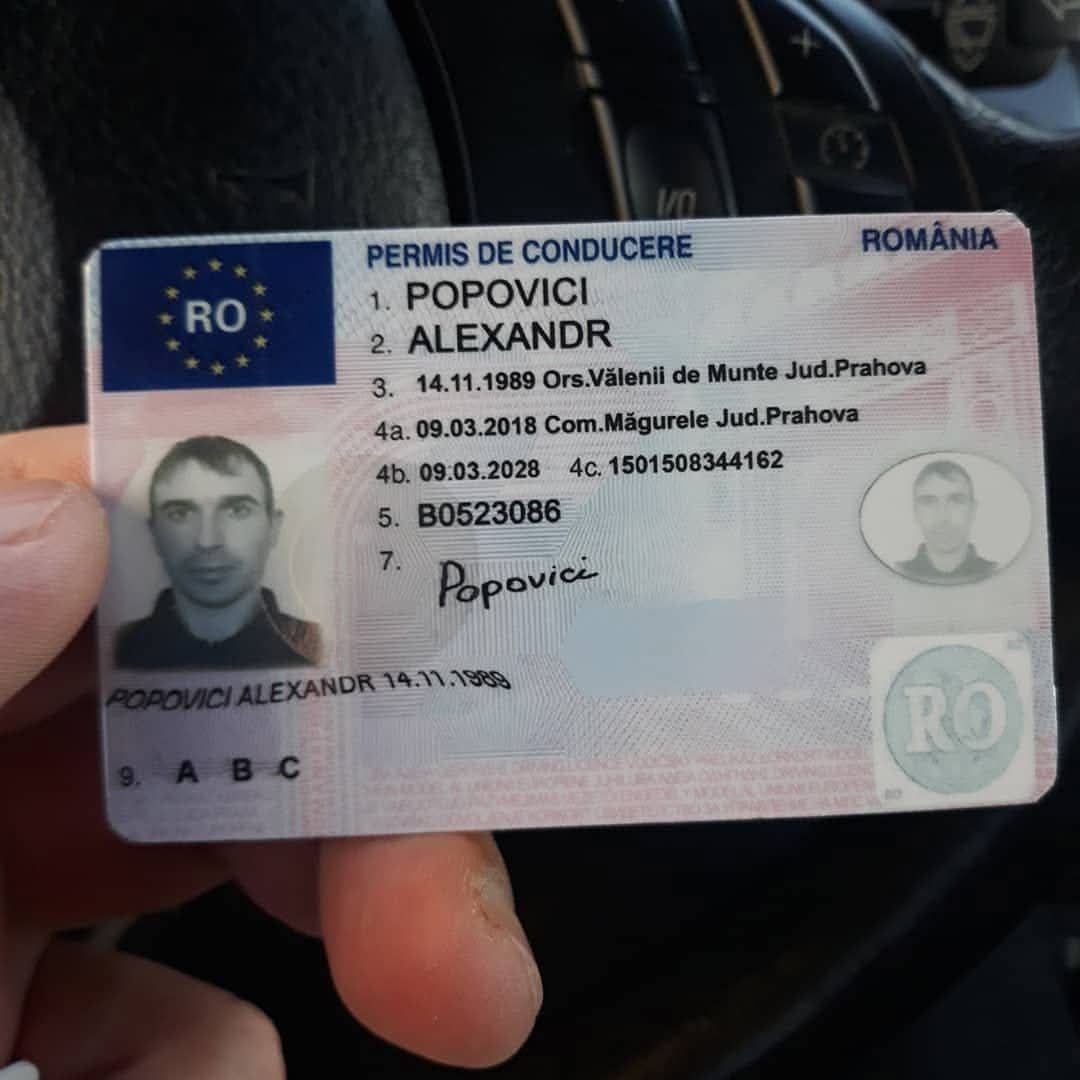 RO
PERMIS DE CONDUCERE ROMÂNIA
1. POPOVICI
2. ALEXANDR
3. 14.11.1989 Ors.Vălenii de Munte Jud.Prahova
4a. 09.03.2018 Com.Măgurele Jud.Prahova
4b. 09.03.2028 4c. 1501508344162
5. B0523086
7. Popovici
POPOVICI ALEXANDR 14.11.1989
9. A B C
RO